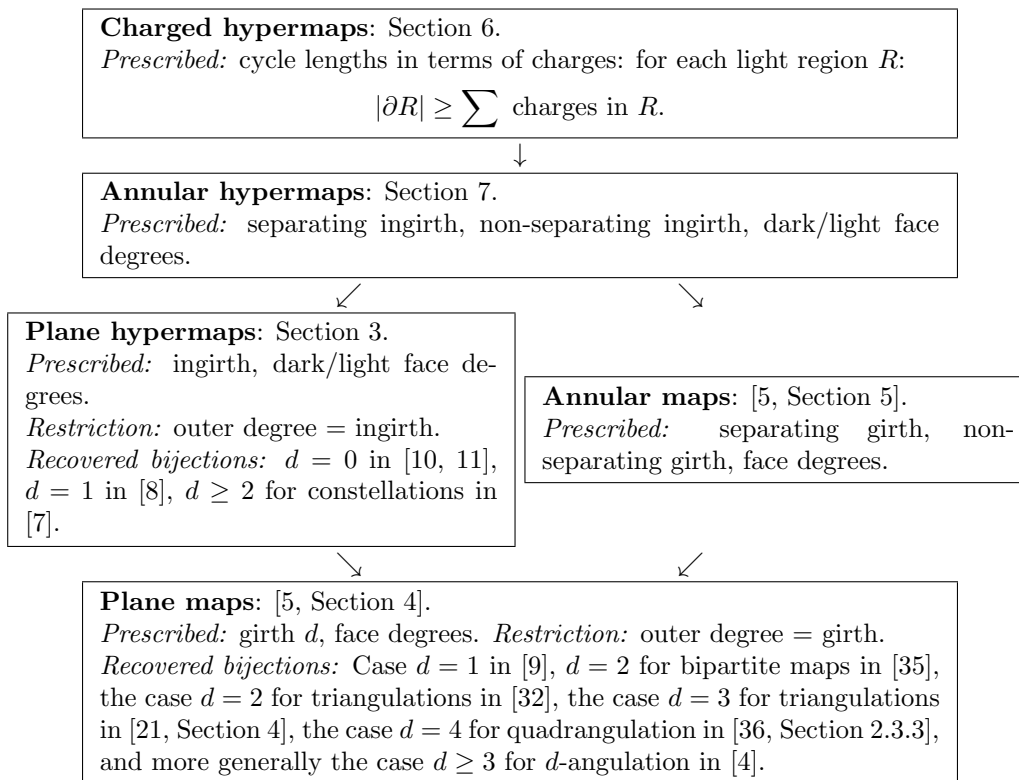 Charged hypermaps: Section 6.
Prescribed: cycle lengths in terms of charges: for each light region R:
|∂R| ≥ ∑ charges in R.
↓
Annular hypermaps: Section 7.
Prescribed: separating ingirth, non-separating ingirth, dark/light face
degrees.
↙ ↘
Plane hypermaps: Section 3.
Prescribed: ingirth, dark/light face de-
grees.
Restriction: outer degree = ingirth.
Recovered bijections: d = 0 in [10, 11],
d = 1 in [8], d ≥ 2 for constellations in
[7].
Annular maps: [5, Section 5].
Prescribed: separating girth, non-
separating girth, face degrees.
↘ ↙
Plane maps: [5, Section 4].
Prescribed: girth d, face degrees. Restriction: outer degree = girth.
Recovered bijections: Case d = 1 in [9], d = 2 for bipartite maps in [35],
the case d = 2 for triangulations in [32], the case d = 3 for triangulations
in [21, Section 4], the case d = 4 for quadrangulation in [36, Section 2.3.3],
and more generally the case d ≥ 3 for d-angulation in [4].